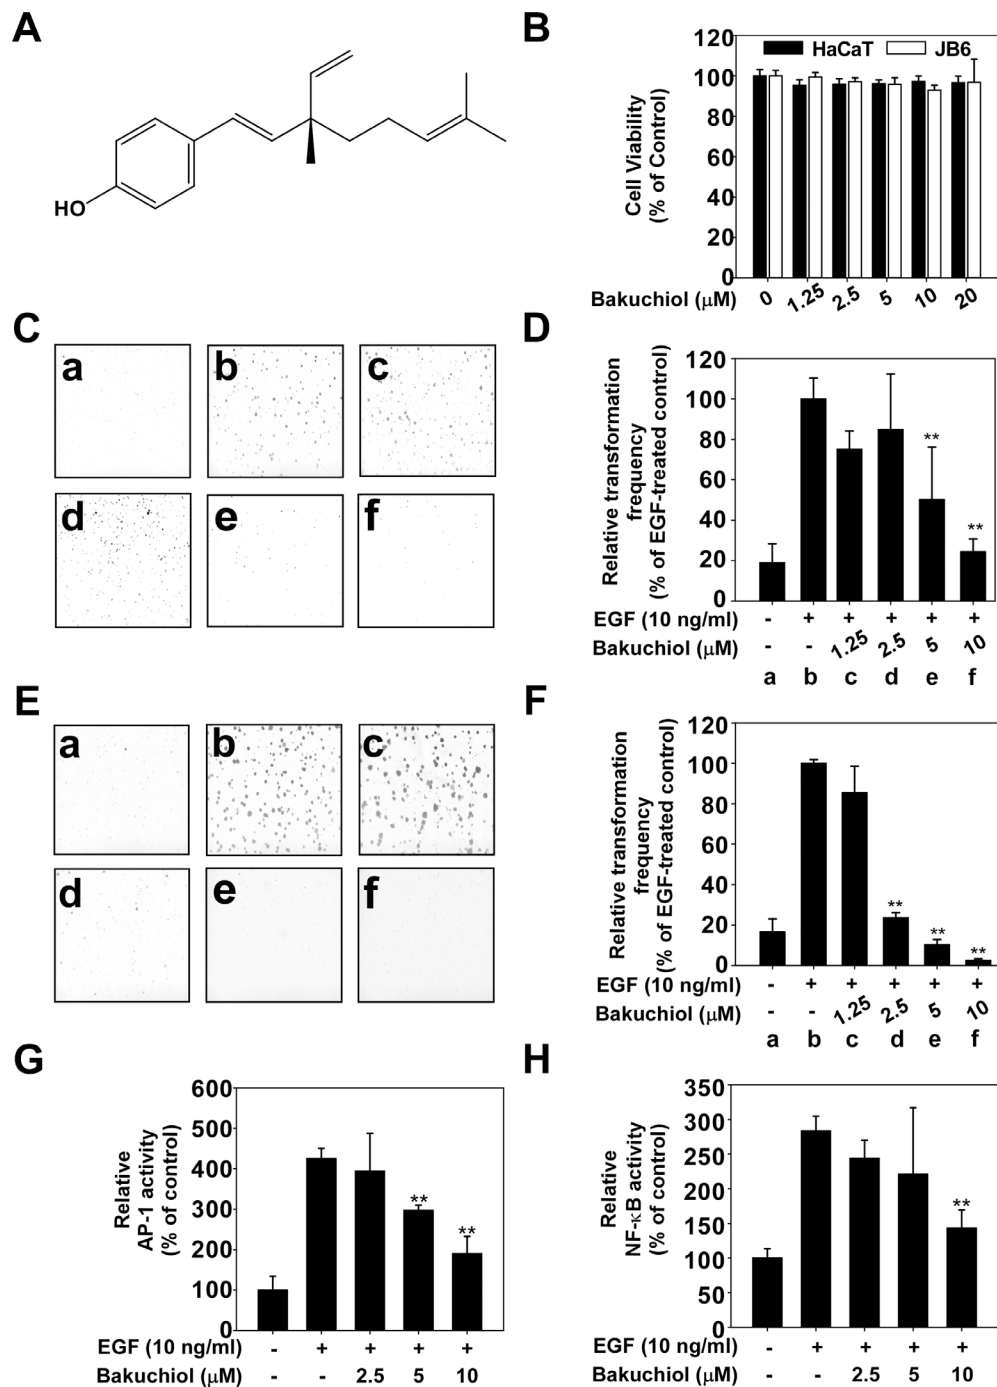 A
HO
B
Cell Viability
(% of Control)
120
100
80
60
40
20
0
HaCaT JB6
Bakuchiol (μM) 0 1.25 2.5 5 10 20
C
a b c
d e f
D
Relative transformation
frequency
(% of EGF-treated control)
120
100
80
60
40
20
0
** **
EGF (10 ng/ml) - + + + + +
Bakuchiol (μM) - - 1.25 2.5 5 10
a b c d e f
E
a b c
d e f
F
Relative transformation
frequency
(% of EGF-treated control)
120
100
80
60
40
20
0
** ** **
EGF (10 ng/ml) - + + + + +
Bakuchiol (μM) - - 1.25 2.5 5 10
a b c d e f
G
Relative
AP-1 activity
(% of control)
600
500
400
300
200
100
0
** **
EGF (10 ng/ml) - + + + +
Bakuchiol (μM) - - 2.5 5 10
H
Relative
NF-κB activity
(% of control)
350
300
250
200
150
100
50
0
**
EGF (10 ng/ml) - + + + +
Bakuchiol (μM) - - 2.5 5 10